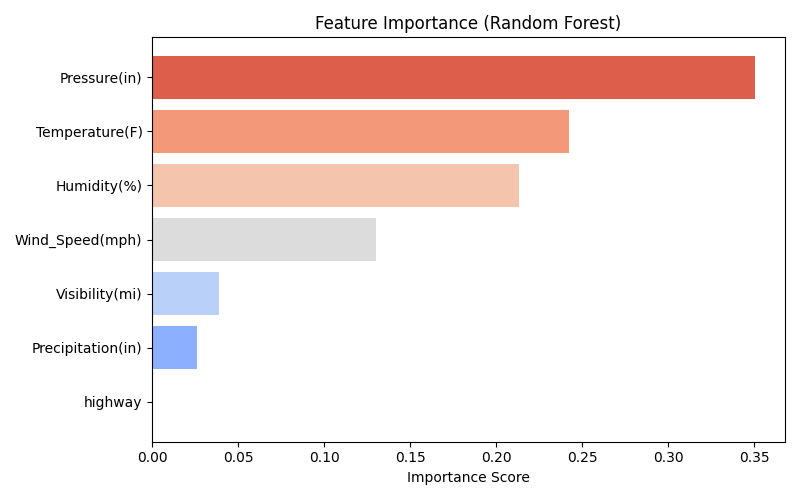 Feature Importance (Random Forest)
Pressure(in)
Temperature(F)
Humidity(%)
Wind_Speed(mph)
Visibility(mi)
Precipitation(in)
highway
0.00 0.05 0.10 0.15 0.20 0.25 0.30 0.35
Importance Score